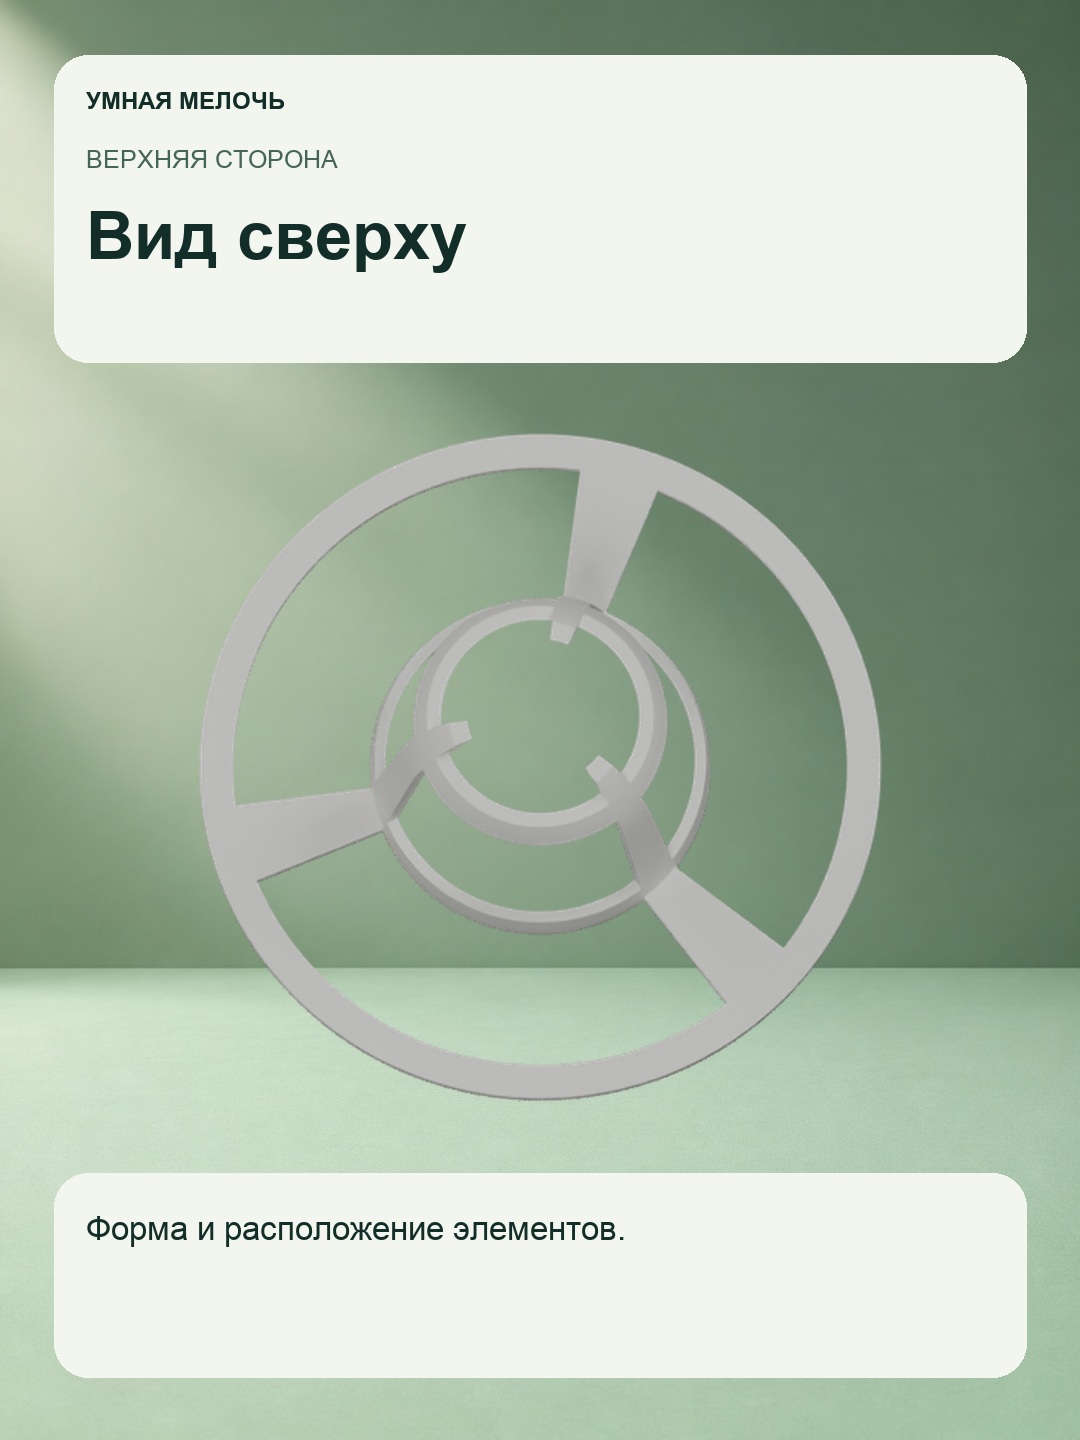 УМНАЯ МЕЛОЧЬ
ВЕРХНЯЯ СТОРОНА
Вид сверху
Форма и расположение элементов.